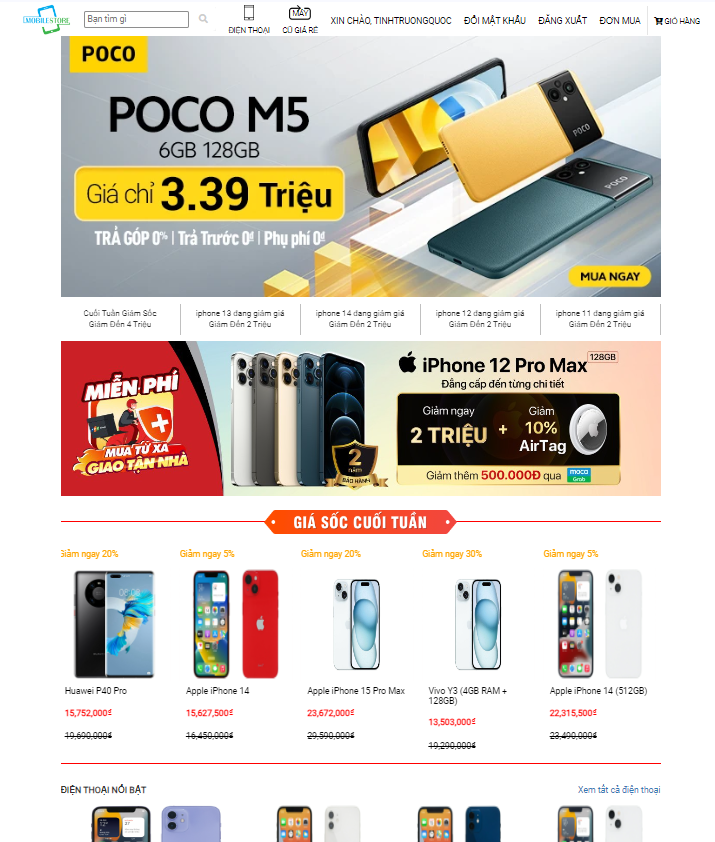 MOBILESTORE
Bạn tìm gì
ĐIỆN THOẠI
MÁY
CŨ GIÁ RẺ
XIN CHÀO, TINHTRUONGQUOC
ĐỔI MẬT KHẨU
ĐĂNG XUẤT
ĐƠN MUA
GIỎ HÀNG
POCO
POCO M5
6GB 128GB
Giá chỉ 3.39 Triệu
TRẢ GÓP 0% | Trả Trước 0đ | Phụ phí 0đ
POCO
POCO
MUA NGAY
Cuối Tuần Giảm Sốc
Giảm Đến 4 Triệu
iphone 13 đang giảm giá
Giảm Đến 2 Triệu
iphone 14 đang giảm giá
Giảm Đến 2 Triệu
iphone 12 đang giảm giá
Giảm Đến 2 Triệu
iphone 11 đang giảm giá
Giảm Đến 2 Triệu
MIỄN PHÍ
MUA TỪ XA
GIAO TẬN NHÀ
2
năm
BẢO HÀNH
iPhone 12 Pro Max 128GB
Đẳng cấp đến từng chi tiết
Giảm ngay
2 TRIỆU
+
Giảm
10%
AirTag
Giảm thêm 500.000Đ qua moca
Grab
GIÁ SỐC CUỐI TUẦN
Giảm ngay 20%
Giảm ngay 5%
Giảm ngay 20%
Giảm ngay 30%
Giảm ngay 5%
Huawei P40 Pro
15,752,000₫
19,690,000₫
Apple iPhone 14
15,627,500₫
16,450,000₫
Apple iPhone 15 Pro Max
23,672,000₫
29,590,000₫
Vivo Y3 (4GB RAM +
128GB)
13,503,000₫
19,290,000₫
Apple iPhone 14 (512GB)
22,315,500₫
23,490,000₫
ĐIỆN THOẠI NỔI BẬT
Xem tất cả điện thoại